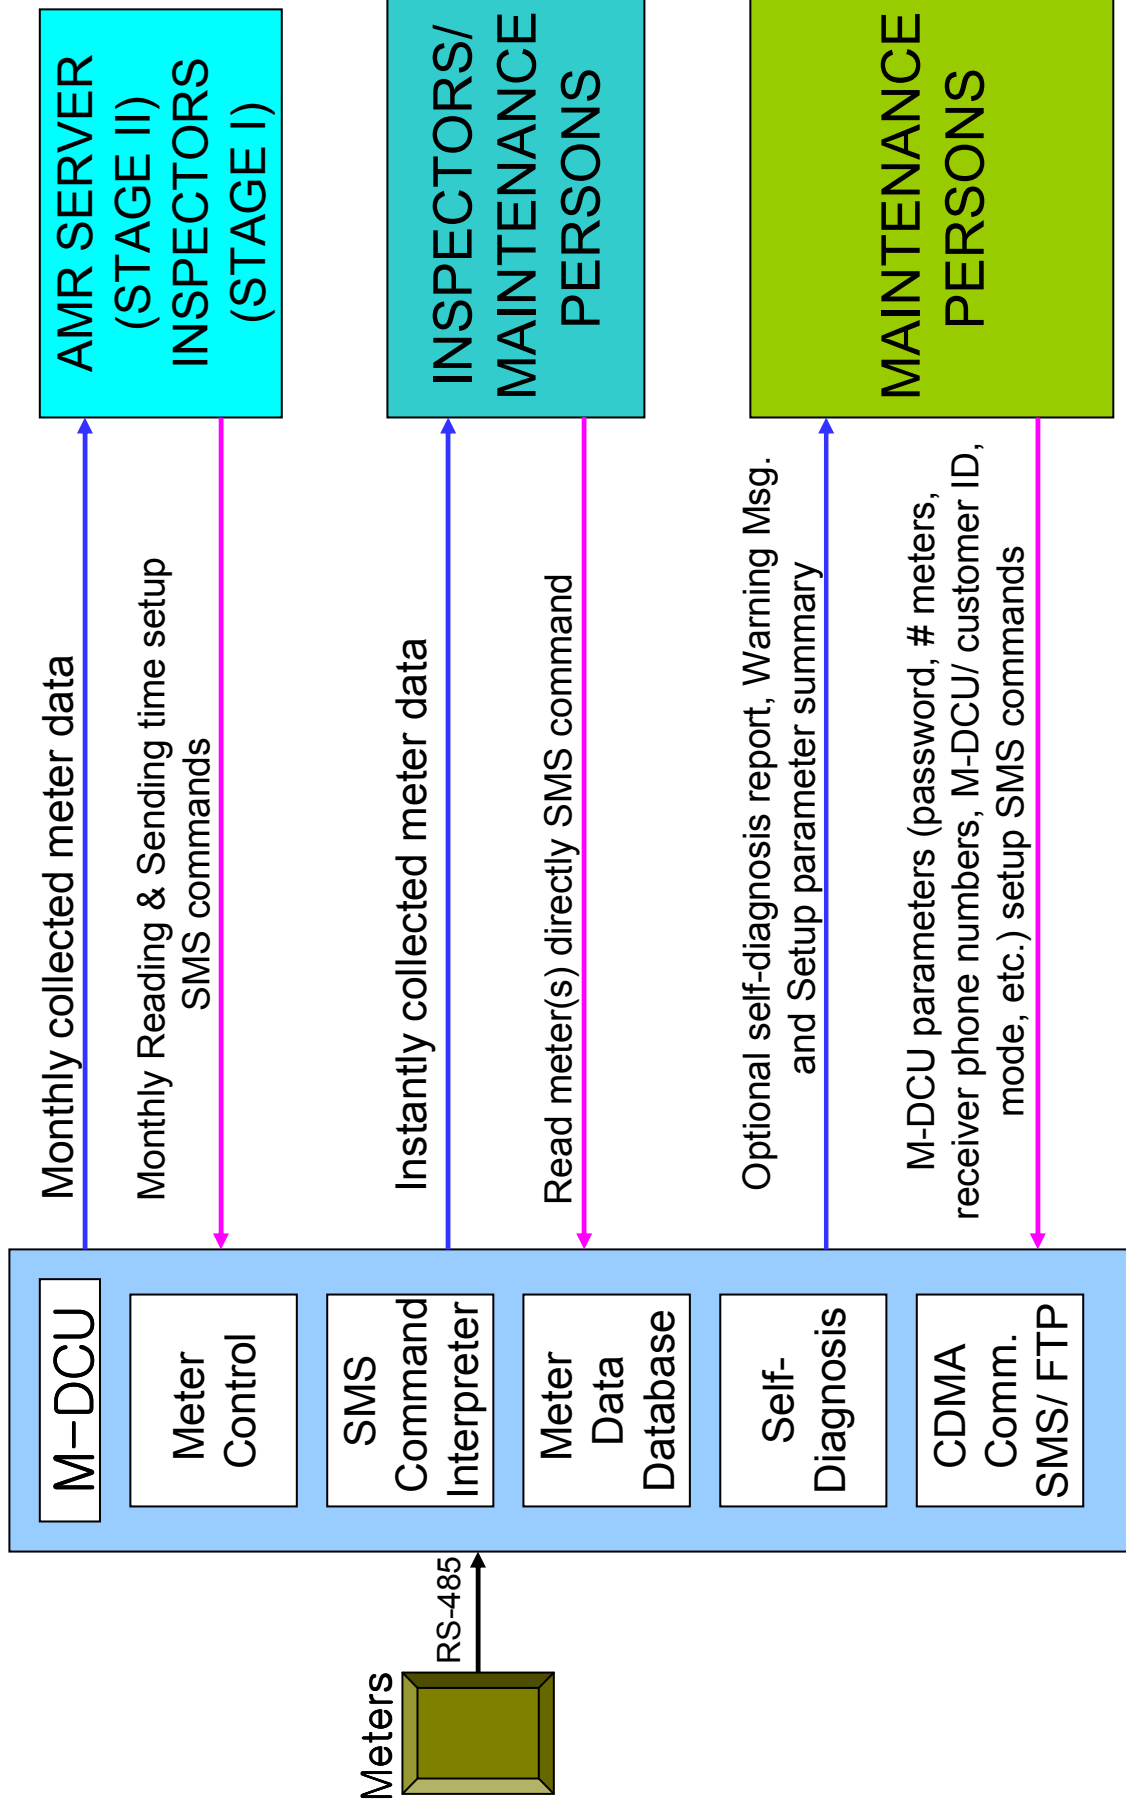 Meters
RS-485
M-DCU
Meter
Control
SMS
Command
Interpreter
Meter
Data
Database
Self-
Diagnosis
CDMA
Comm.
SMS/ FTP
Monthly collected meter data
Monthly Reading & Sending time setup
SMS commands
Instantly collected meter data
Read meter(s) directly SMS command
Optional self-diagnosis report, Warning Msg.
and Setup parameter summary
M-DCU parameters (password, # meters,
receiver phone numbers, M-DCU/ customer ID,
mode, etc.) setup SMS commands
AMR SERVER
(STAGE II)
INSPECTORS
(STAGE I)
INSPECTORS/
MAINTENANCE
PERSONS
MAINTENANCE
PERSONS